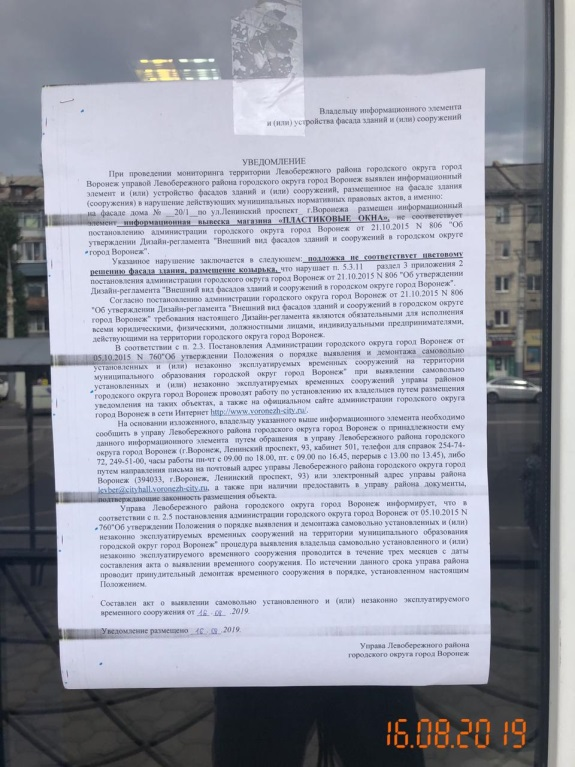 Владельцу информационного элемента
и (или) устройства фасада зданий и (или) сооружений
УВЕДОМЛЕНИЕ
При проведении мониторинга территории Левобережного района городского округа город
Воронеж управой Левобережного района городского округа город Воронеж выявлен информационный
элемент и (или) устройство фасадов зданий и (или) сооружений, размещенное на фасаде здания
(сооружения) в нарушение действующих муниципальных нормативных правовых актов, а именно:
на фасаде дома № 20/1 по ул.Ленинский проспект г.Воронежа размещен информационный
элемент информационная вывеска магазина «ПЛАСТИКОВЫЕ ОКНА», не соответствует
постановлению администрации городского округа город Воронеж от 21.10.2015 N 806 "Об
утверждении Дизайн-регламента "Внешний вид фасадов зданий и сооружений в городском округе
город Воронеж".
Указанное нарушение заключается в следующем: подложка не соответствует цветовому
решению фасада здания, размещение козырька, что нарушает п. 5.3.11 раздел 3 приложения 2
постановления администрации городского округа город Воронеж от 21.10.2015 N 806 "Об утверждении
Дизайн-регламента "Внешний вид фасадов зданий и сооружений в городском округе город Воронеж".
Согласно постановлению администрации городского округа город Воронеж от 21.10.2015 N 806
"Об утверждении Дизайн-регламента "Внешний вид фасадов зданий и сооружений в городском округе
город Воронеж" требования настоящего Дизайн-регламента являются обязательными для исполнения
всеми юридическими, физическими, должностными лицами, индивидуальными предпринимателями,
действующими на территории городского округа город Воронеж.
В соответствии с п. 2.3. Постановления Администрации городского округа город Воронеж от
05.10.2015 N 760"Об утверждении Положения о порядке выявления и демонтажа самовольно
установленных и (или) незаконно эксплуатируемых временных сооружений на территории
муниципального образования городской округ город Воронеж" при выявлении самовольно
установленных и (или) незаконно эксплуатируемых временных сооружений управы районов
городского округа город Воронеж проводят работу по установлению их владельцев путем размещения
уведомления на таких объектах, а также на официальном сайте администрации городского округа
город Воронеж в сети Интернет http://www.voronezh-city.ru/.
На основании изложенного, владельцу указанного выше информационного элемента необходимо
сообщить в управу Левобережного района городского округа город Воронеж о принадлежности ему
данного информационного элемента путем обращения в управу Левобережного района городского
округа город Воронеж (г.Воронеж, Ленинский проспект, 93, кабинет 501, телефон для справок 254-74-
72, 249-51-00, часы работы пн-чт с 09.00 по 18.00, пт. с 09.00 по 16.45, перерыв с 13.00 по 13.45), либо
путем направления письма на почтовый адрес управы Левобережного района городского округа город
Воронеж (394033, г.Воронеж, Ленинский проспект, 93) или электронный адрес управы района
levber@cityhall.voronezh-city.ru, а также при наличии предоставить в управу района документы,
подтверждающие законность размещения объекта.
Управа Левобережного района городского округа город Воронеж информирует, что в
соответствии с п. 2.5 постановления администрации городского округа город Воронеж от 05.10.2015 N
760"Об утверждении Положения о порядке выявления и демонтажа самовольно установленных и (или)
незаконно эксплуатируемых временных сооружений на территории муниципального образования
городской округ город Воронеж" процедура выявления владельца самовольно установленного и (или)
незаконно эксплуатируемого временного сооружения проводится в течение трех месяцев с даты
составления акта о выявлении временного сооружения. По истечении данного срока управа района
проводит принудительный демонтаж временного сооружения в порядке, установленном настоящим
Положением.
Составлен акт о выявлении самовольно установленного и (или) незаконно эксплуатируемого
временного сооружения от .2019.
Уведомление размещено .2019.
Управа Левобережного района
городского округа город Воронеж
16.08.2019